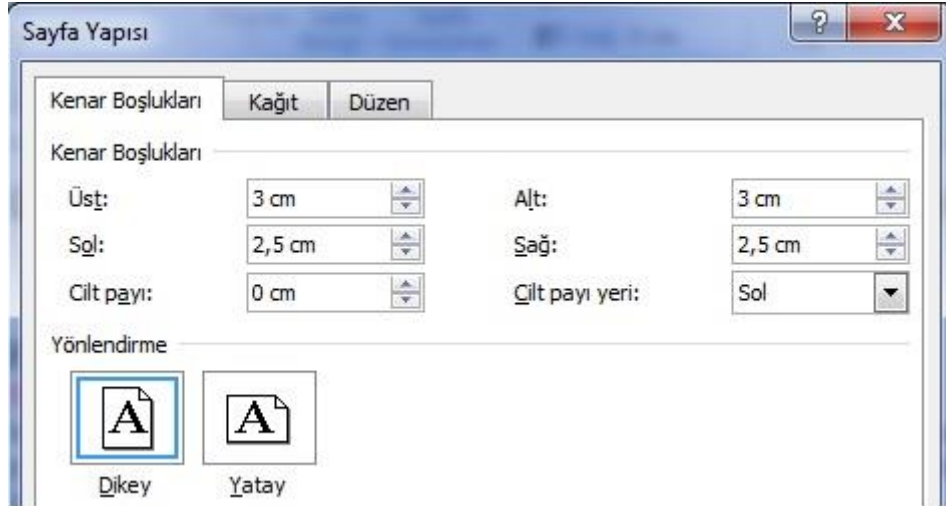 Sayfa Yapısı
Kenar Boşlukları Kağıt Düzen
Kenar Boşlukları
Üst: 3 cm Alt: 3 cm
Sol: 2,5 cm Sağ: 2,5 cm
Cilt payı: 0 cm Cilt payı yeri: Sol
Yönlendirme
A A
Dikey Yatay